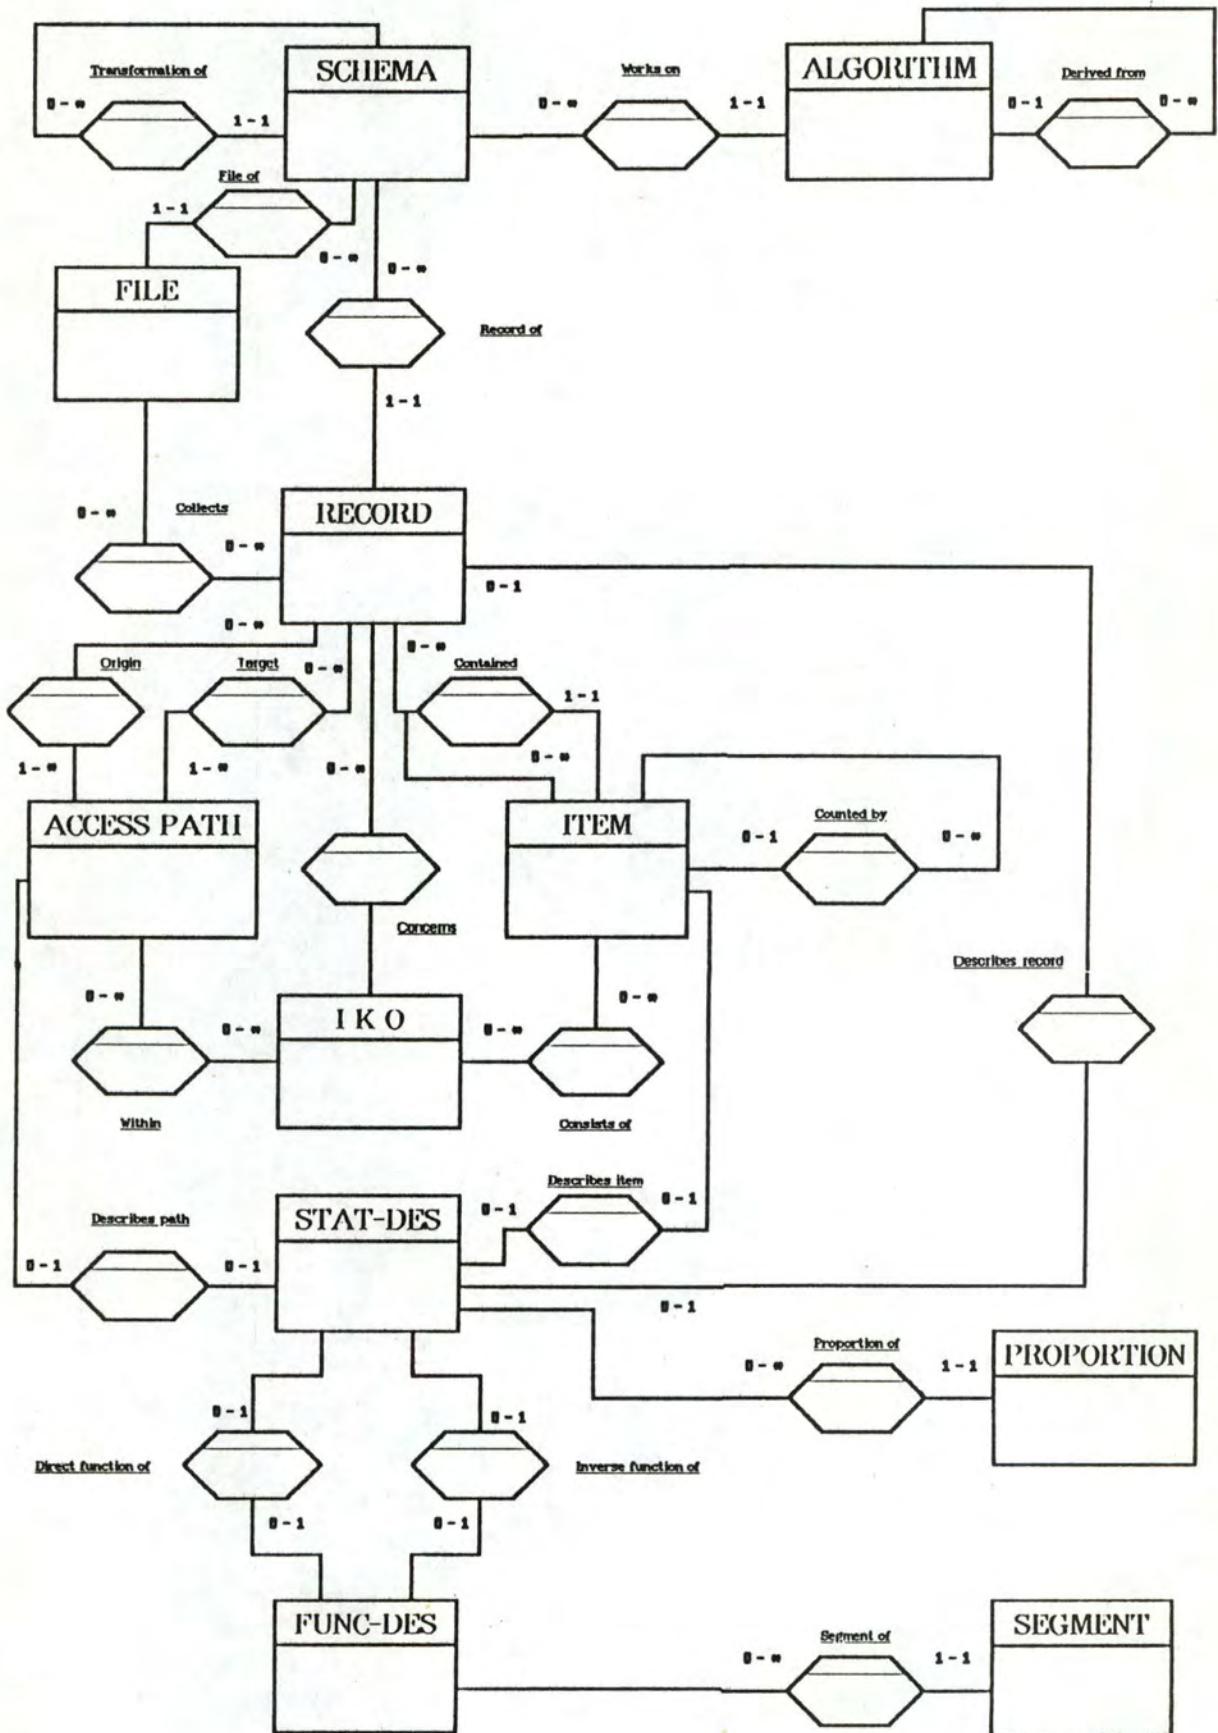 SCHEMA
ALGORITHM
Transformation of
Works on
Derived from
0 - ∞
1 - 1
0 - ∞
1 - 1
0 - 1
0 - ∞
File of
1 - 1
0 - ∞
0 - ∞
FILE
Record of
1 - 1
RECORD
Collects
0 - ∞
0 - ∞
0 - 1
0 - ∞
0 - ∞
Origin
Target
0 - ∞
Contained
1 - 1
1 - ∞
1 - ∞
0 - ∞
0 - ∞
ACCESS PATH
ITEM
Counted by
0 - 1
0 - ∞
Concerns
Describes record
0 - ∞
0 - ∞
I K O
0 - ∞
0 - ∞
Within
Consists of
Describes item
STAT-DES
0 - 1
0 - 1
Describes path
0 - 1
0 - 1
0 - 1
Proportion of
PROPORTION
0 - ∞
1 - 1
0 - 1
0 - 1
Direct function of
Inverse function of
0 - 1
0 - 1
FUNC-DES
SEGMENT
Segment of
0 - ∞
1 - 1